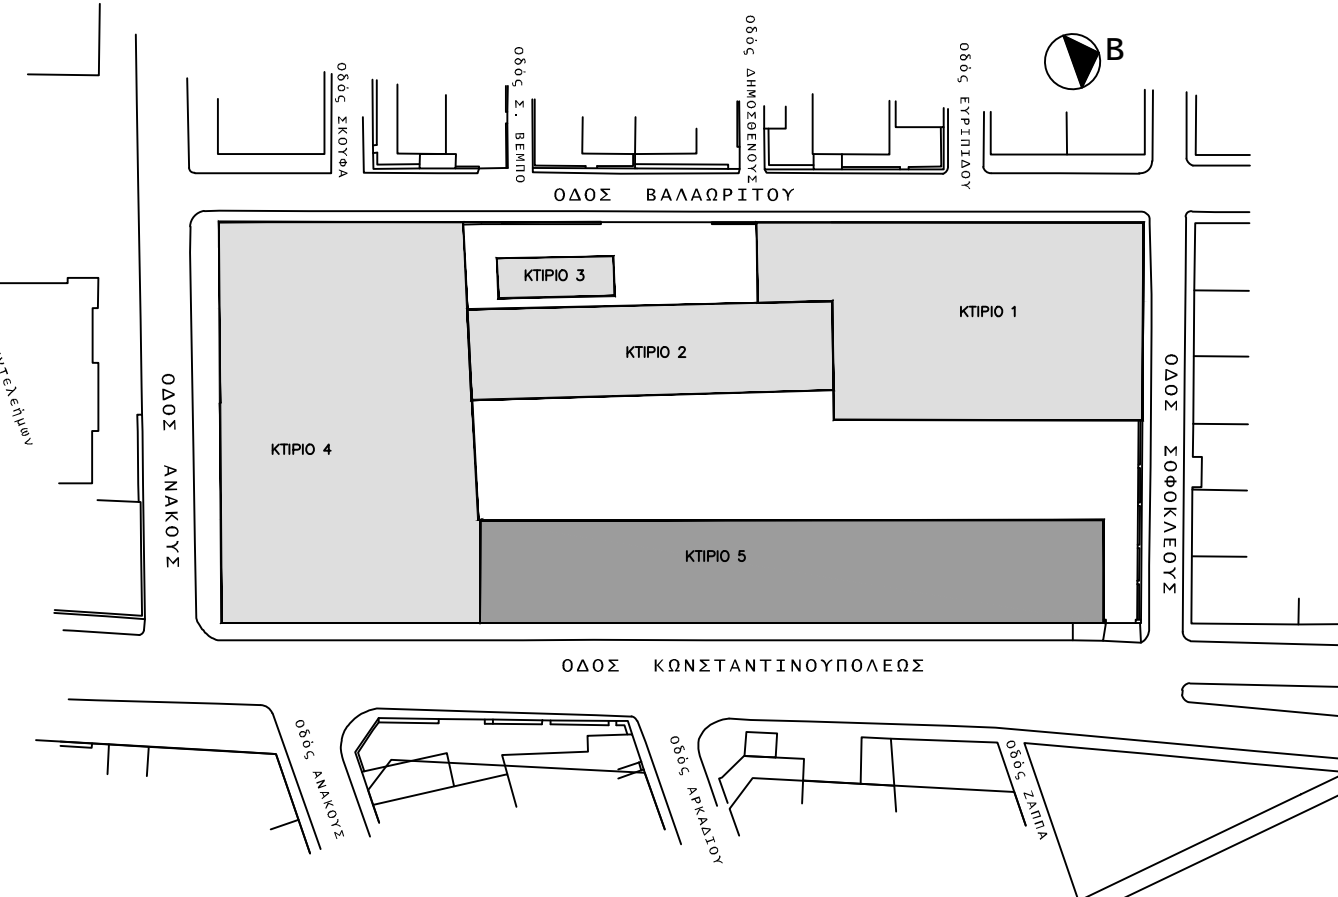 οδός ΣΚΟΥΦΑ
οδός Σ. ΒΕΜΠΟ
οδός ΔΗΜΟΣΘΕΝΟΥΣ
οδός ΕΥΡΙΠΙΔΟΥ
Β
ΟΔΟΣ ΒΑΛΑΩΡΙΤΟΥ
ΚΤΙΡΙΟ 3
ΚΤΙΡΙΟ 1
ΚΤΙΡΙΟ 2
ΚΤΙΡΙΟ 4
ΚΤΙΡΙΟ 5
ΟΔΟΣ ΑΝΑΚΟΥΣ
ΟΔΟΣ ΣΟΦΟΚΛΕΟΥΣ
ΟΔΟΣ ΚΩΝΣΤΑΝΤΙΝΟΥΠΟΛΕΩΣ
οδός ΑΝΑΚΟΥΣ
οδός ΑΡΚΑΔΙΟΥ
οδός ΖΑΠΠΑ